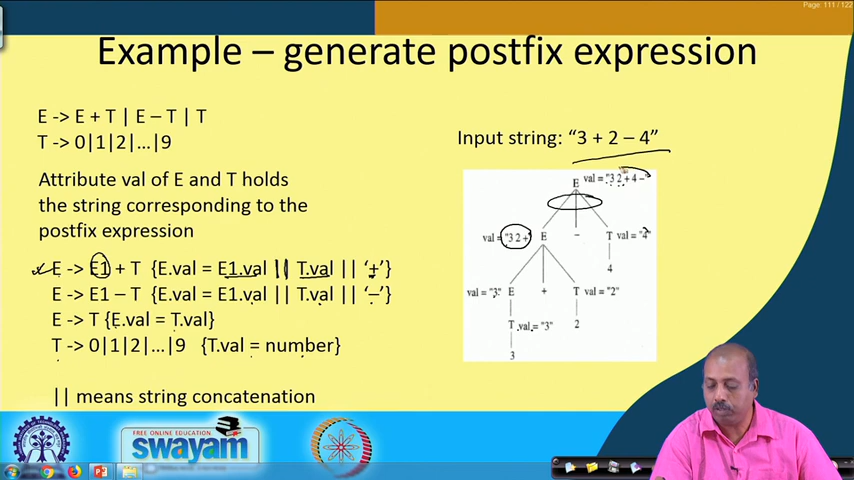 Page: 111 / 122
Example – generate postfix expression
E -> E + T | E – T | T
T -> 0|1|2|...|9
Attribute val of E and T holds
the string corresponding to the
postfix expression
E -> E1 + T {E.val = E1.val || T.val || ‘+’}
E -> E1 – T {E.val = E1.val || T.val || ‘–’}
E -> T {E.val = T.val}
T -> 0|1|2|...|9 {T.val = number}
|| means string concatenation
Input string: “3 + 2 – 4”
E val = "3 2 + 4 –"
val = "3 2 +" E – T val = "4"
4
val = "3" E + T val = "2"
T val = "3" 2
3
FREE ONLINE EDUCATION
swayam